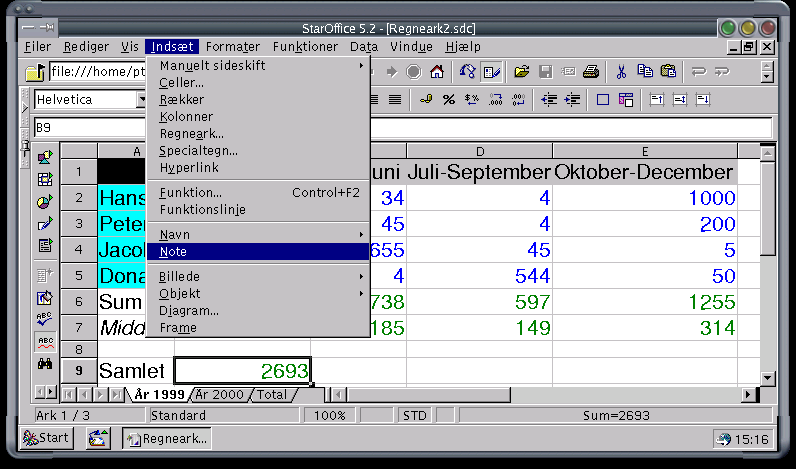 StarOffice 5.2 - [Regneark2.sdc]
Filer Rediger Vis Indsæt Formater Funktioner Data Vindue Hjælp
file:///home/pt
Manuelt sideskift
Celler...
Rækker
Kolonner
Regneark...
Specialtegn...
Hyperlink
Funktion... Control+F2
Funktionslinje
Navn
Note
Billede
Objekt
Diagram...
Frame
Helvetica
B9
A D E
1 uni Juli-September Oktober-December
2 Hans 34 4 1000
3 Peter 45 4 200
4 Jacob 655 45 5
5 Dona 4 544 50
6 Sum 738 597 1255
7 Midd 185 149 314
8
9 Samlet 2693
År 1999 År 2000 Total
Ark 1 / 3 Standard 100% STD Sum=2693
Start Regneark... 15:16